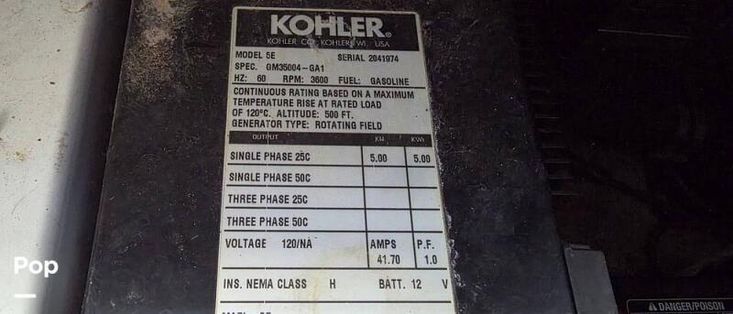 KOHLER®
KOHLER CO. KOHLER, WI. USA
MODEL 5E SERIAL 2041974
SPEC. GM35004-GA1
HZ: 60 RPM: 3600 FUEL: GASOLINE
CONTINUOUS RATING BASED ON A MAXIMUM
TEMPERATURE RISE AT RATED LOAD
OF 120°C. ALTITUDE: 500 FT.
GENERATOR TYPE: ROTATING FIELD
OUTPUT KW KVA
SINGLE PHASE 25C 5.00 5.00
SINGLE PHASE 50C
THREE PHASE 25C
THREE PHASE 50C
VOLTAGE 120/NA AMPS P.F.
41.70 1.0
INS. NEMA CLASS H BATT. 12 V
Pop
DANGER/POISON